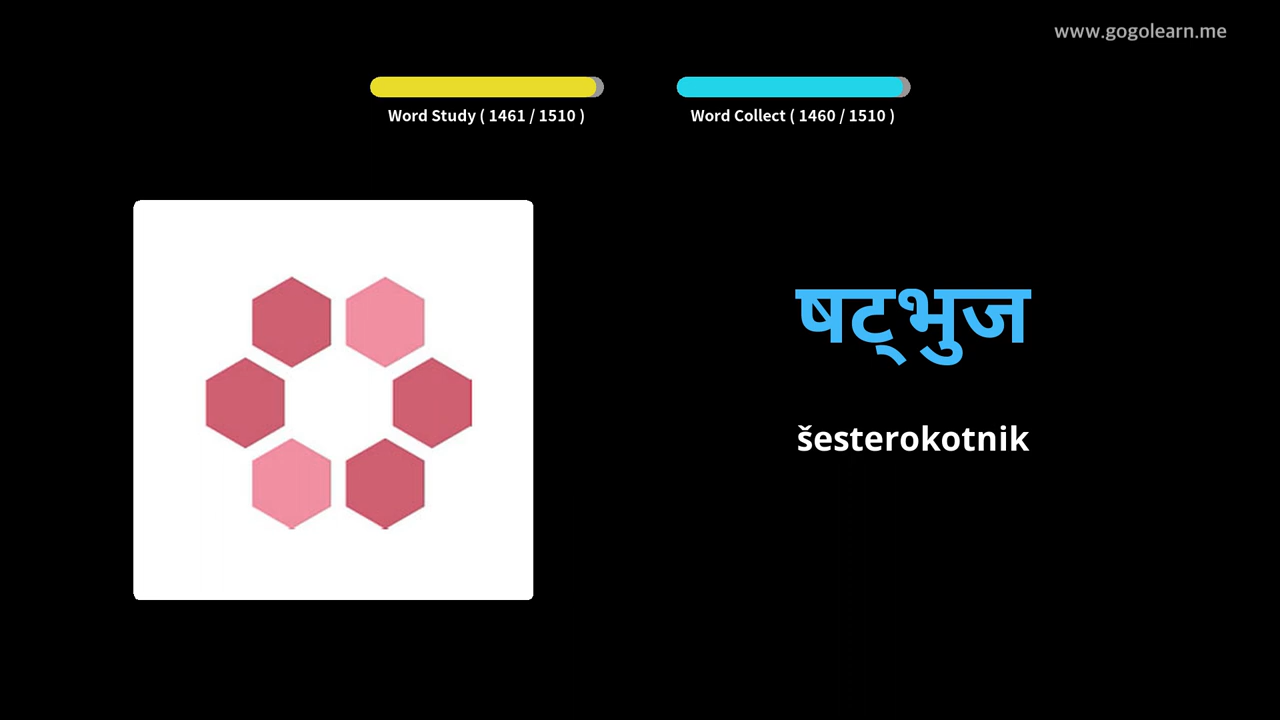 www.gogolearn.me
Word Study ( 1461 / 1510 )
Word Collect ( 1460 / 1510 )
षट्भुज
šesterokotnik